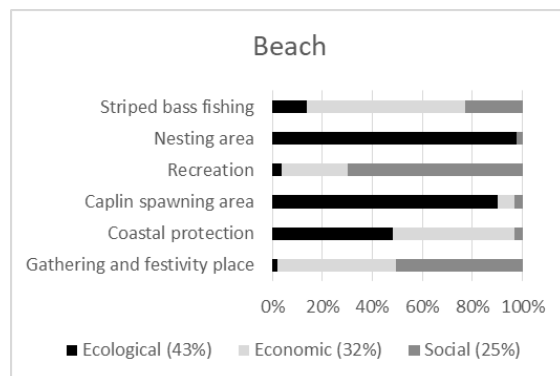 Beach
Striped bass fishing
Nesting area
Recreation
Caplin spawning area
Coastal protection
Gathering and festivity place
0% 20% 40% 60% 80% 100%
Ecological (43%) Economic (32%) Social (25%)